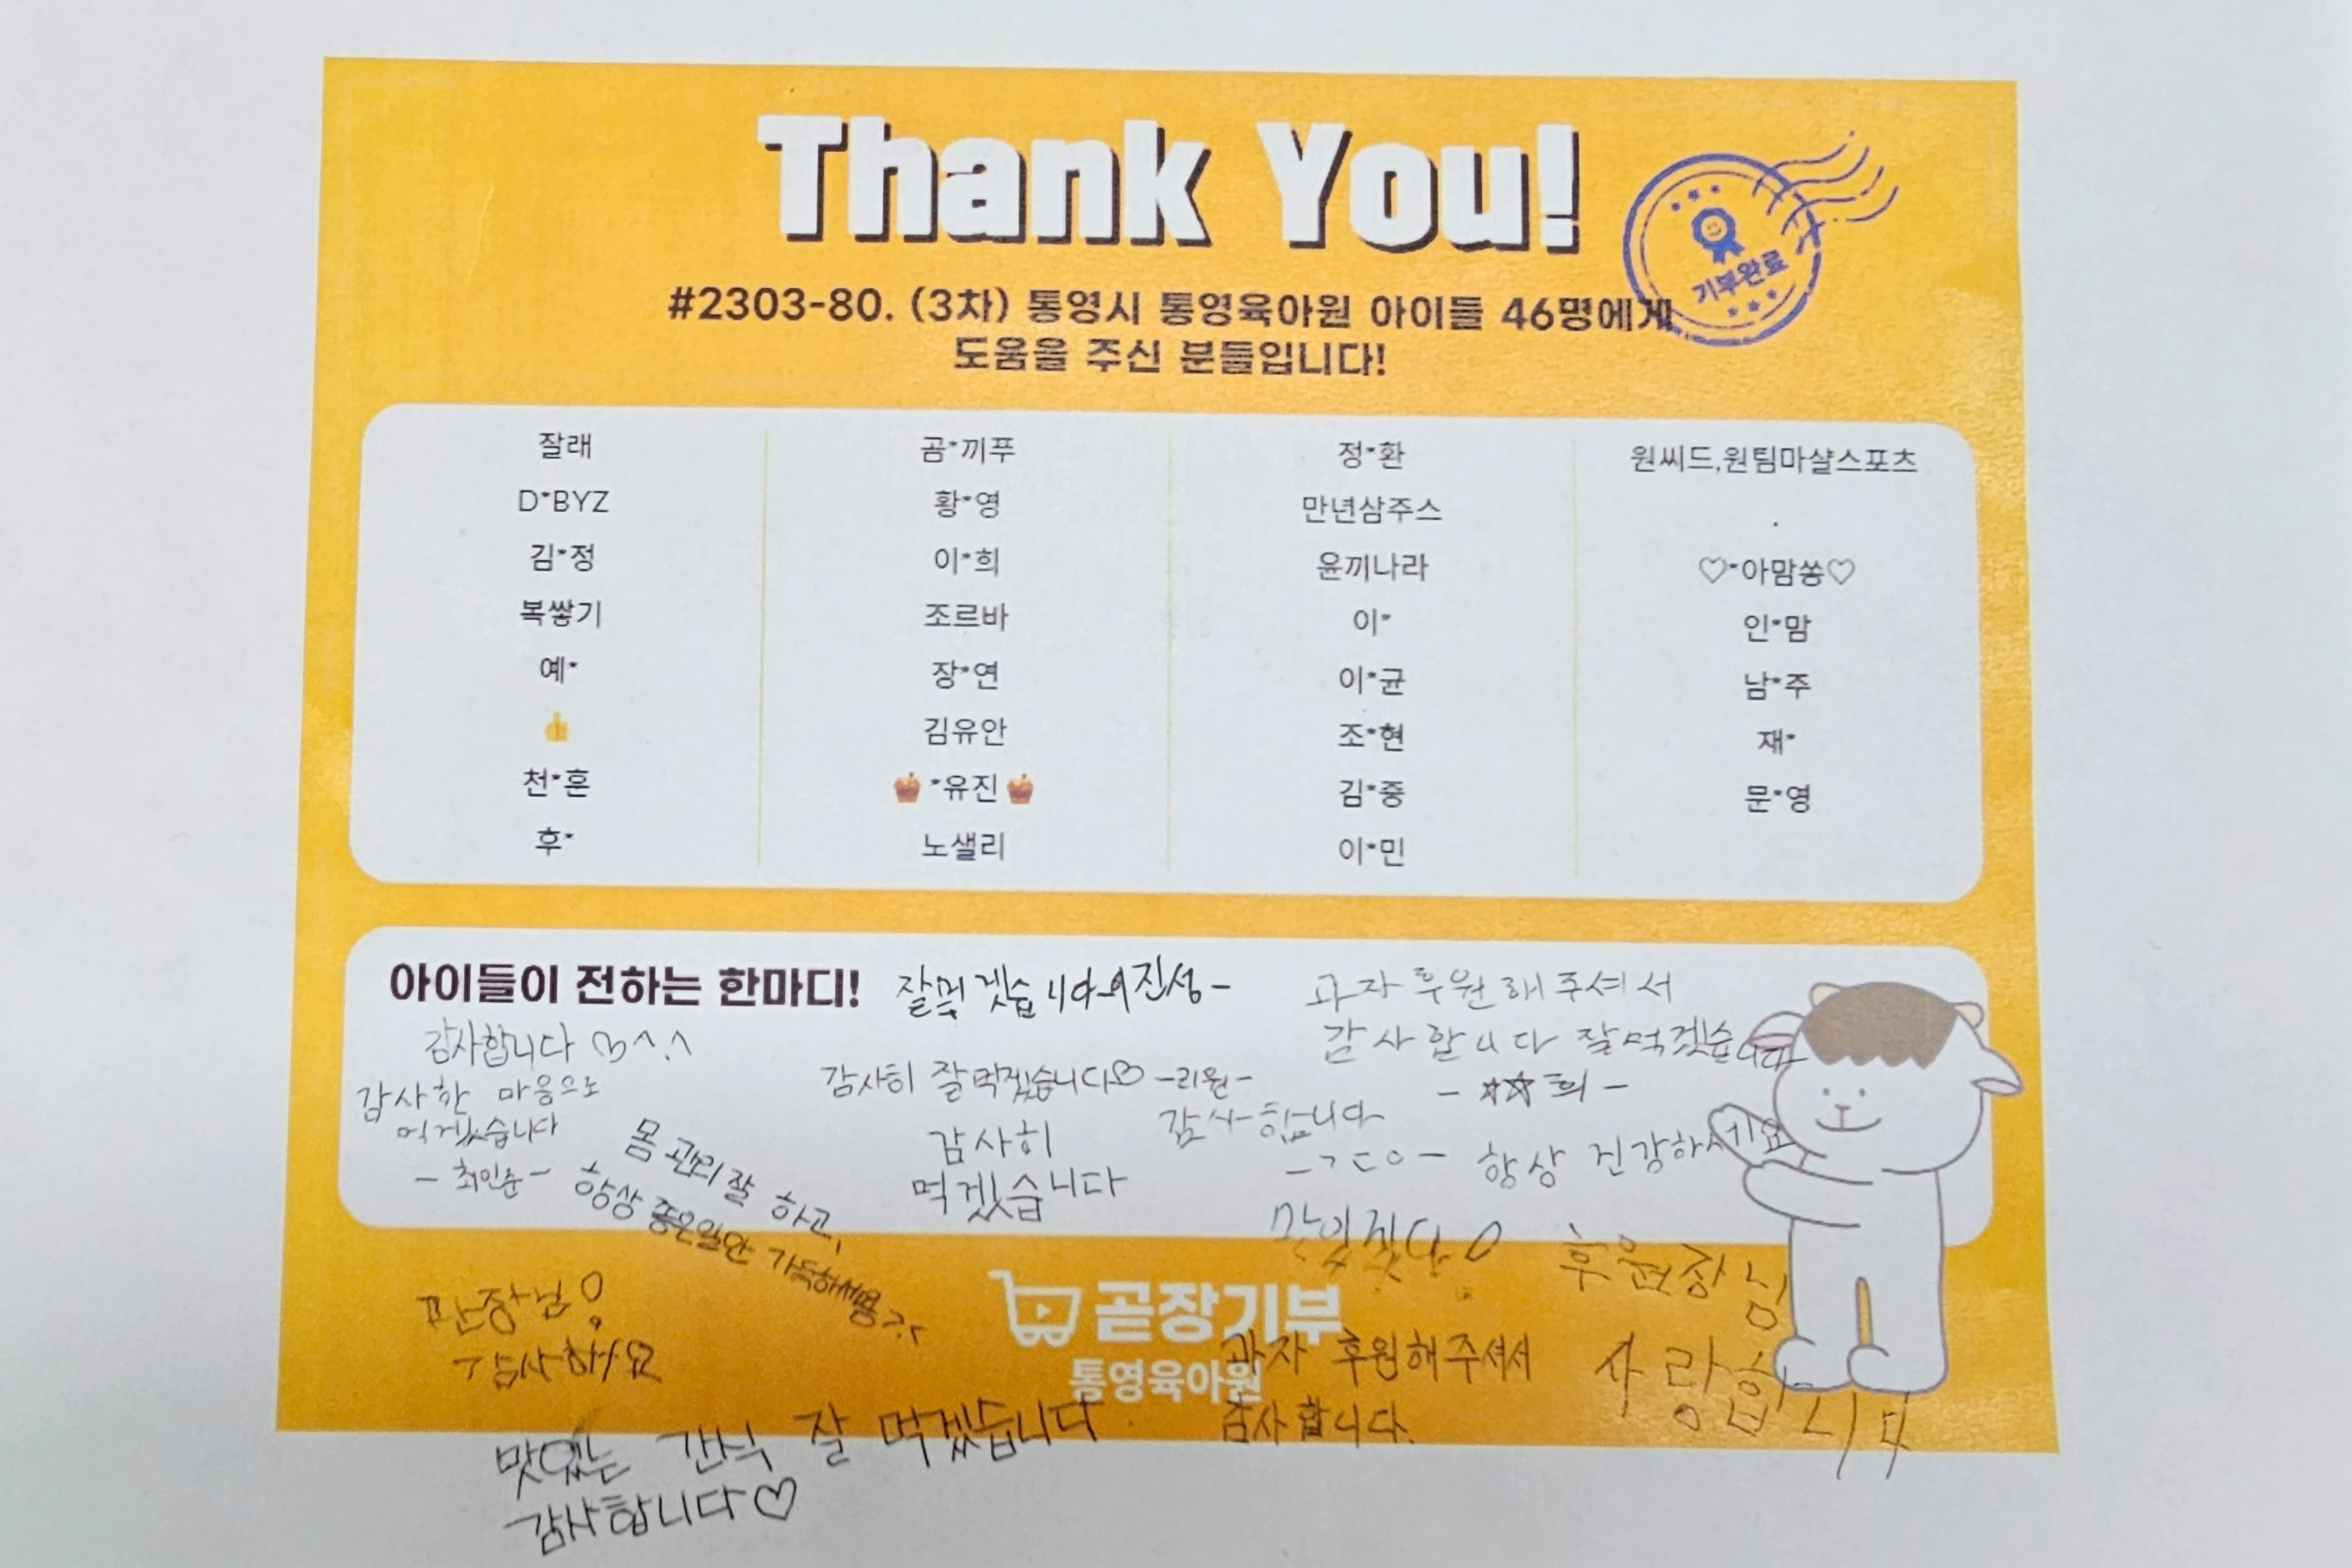 Thank You!
기부완료
#2303-80. (3차) 통영시 통영육아원 아이들 46명에게
도움을 주신 분들입니다!
잘래
D*BYZ
김*정
복쌓기
예*
👍
천*훈
후*
곰*끼푸
황*영
이*희
조르바
장*연
김유안
*유진
노샐리
정*환
만년삼주스
윤끼나라
이*
이*균
조*현
김*중
이*민
원씨드,원팀마샬스포츠
.
♡*아맘쏭♡
인*맘
남*주
재*
문*영
아이들이 전하는 한마디!
잘먹겟습니다
감사합니다
감사한 마음으로
먹겠습니다
- 최인준 -
몸 관리 잘 하고,
항상 좋은일만
감사히 잘먹겠습니다♡ -리원-
감사히
먹겠습니다
과자 후원해 주셔서
감사합니다 잘먹겠습니다
- ☆☆희 -
감사합니다
-ㄱㄷㅇ-
항상 건강하세요
관장님!
감사해요
후원장님
사랑합니다
곧장기부
통영육아원
과자 후원해주셔서
감사합니다.
맛있는 간식 잘 먹겠습니다
감사합니다♡